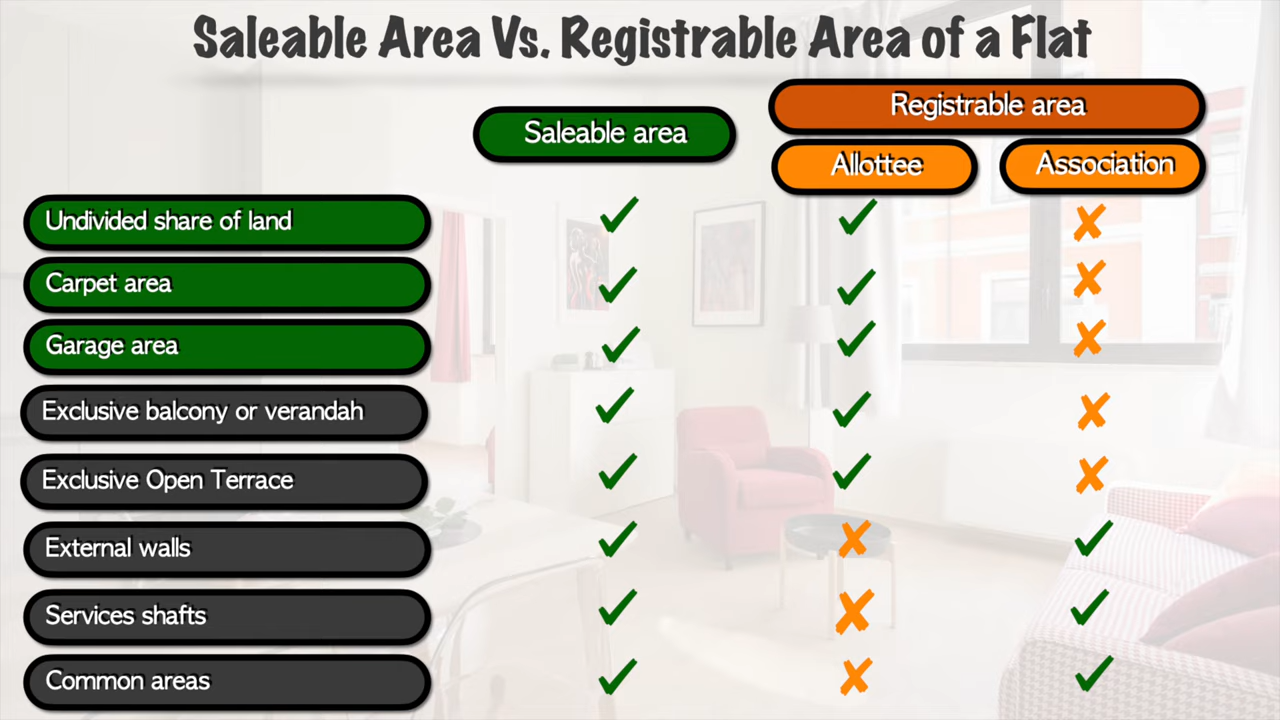 Saleable Area Vs. Registrable Area of a Flat
Saleable area
Registrable area
Allottee
Association
Undivided share of land
Carpet area
Garage area
Exclusive balcony or verandah
Exclusive Open Terrace
External walls
Services shafts
Common areas